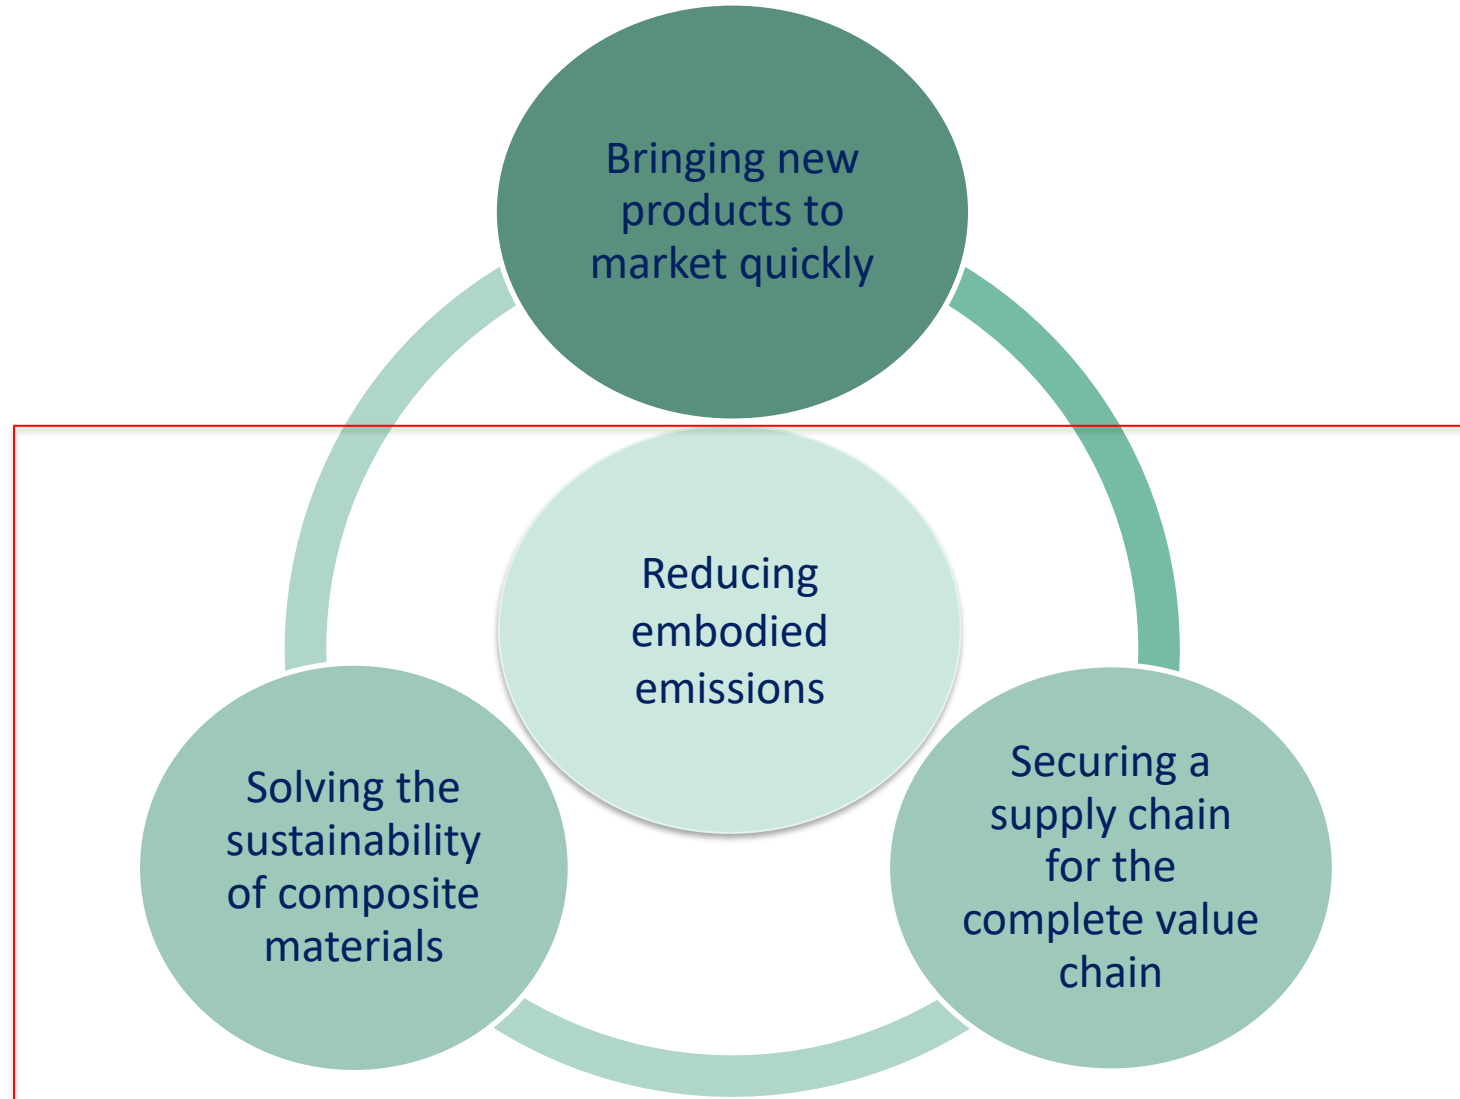 Bringing new
products to
market quickly
Reducing
embodied
emissions
Solving the
sustainability
of composite
materials
Securing a
supply chain
for the
complete value
chain